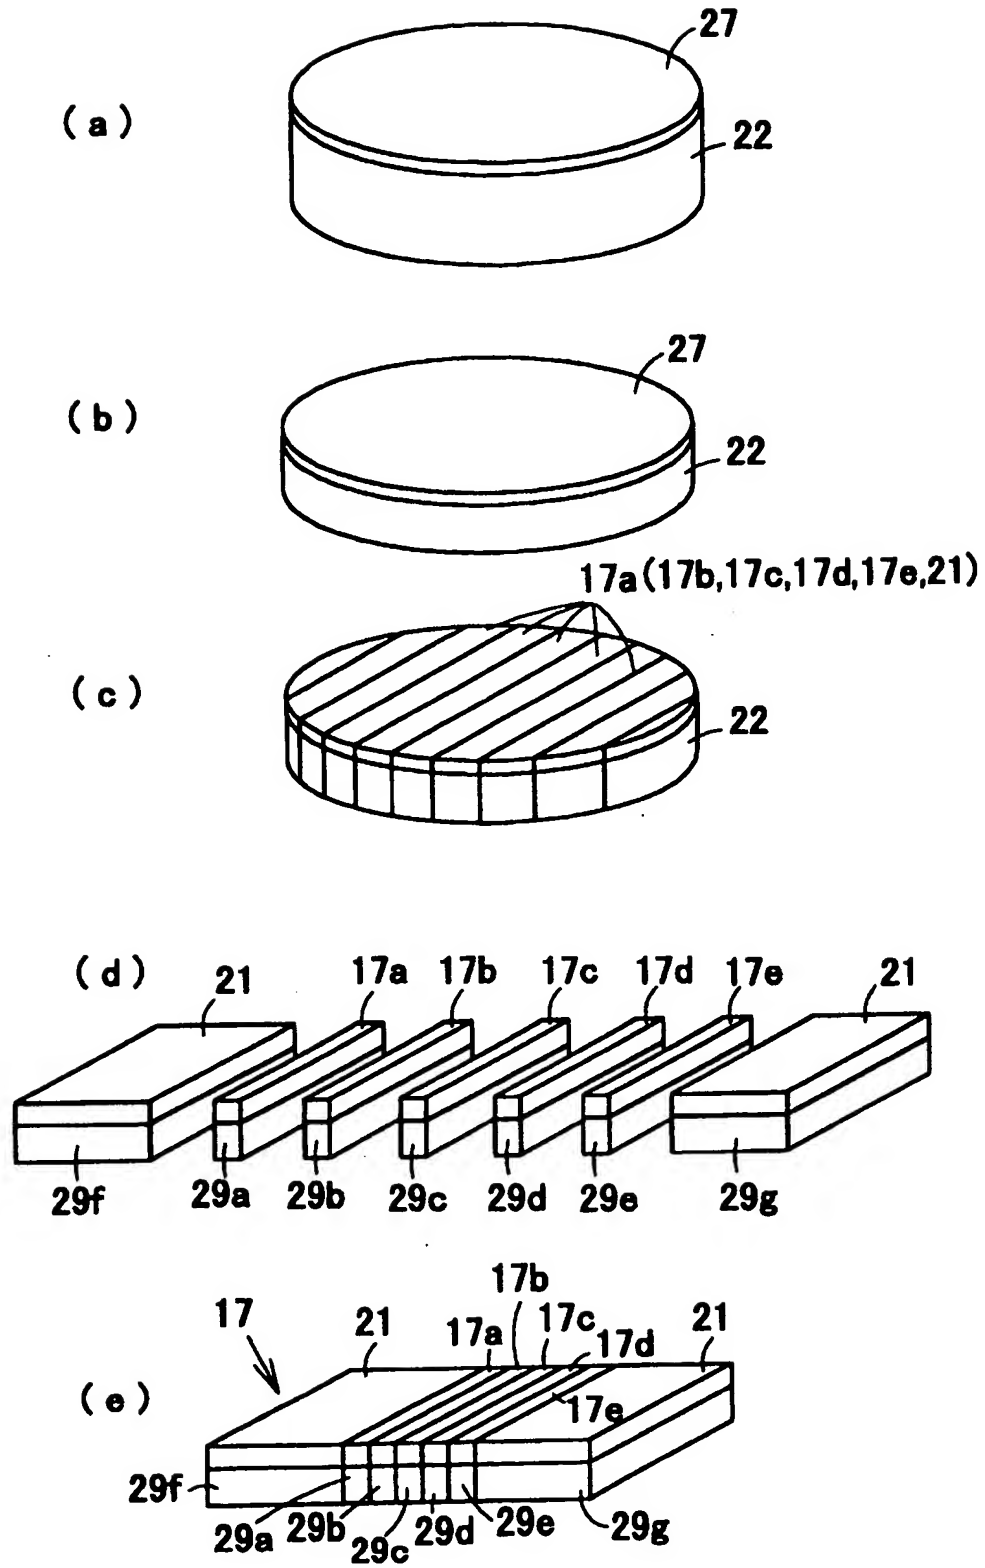 27
(a)
22
27
(b)
22
17a(17b,17c,17d,17e,21)
(c)
22
(d)
21 17a 17b 17c 17d 17e 21
29f 29a 29b 29c 29d 29e 29g
17b
17 21 17a 17c 17d 21
(e)
17e
29f 29a 29b 29c 29d 29e 29g